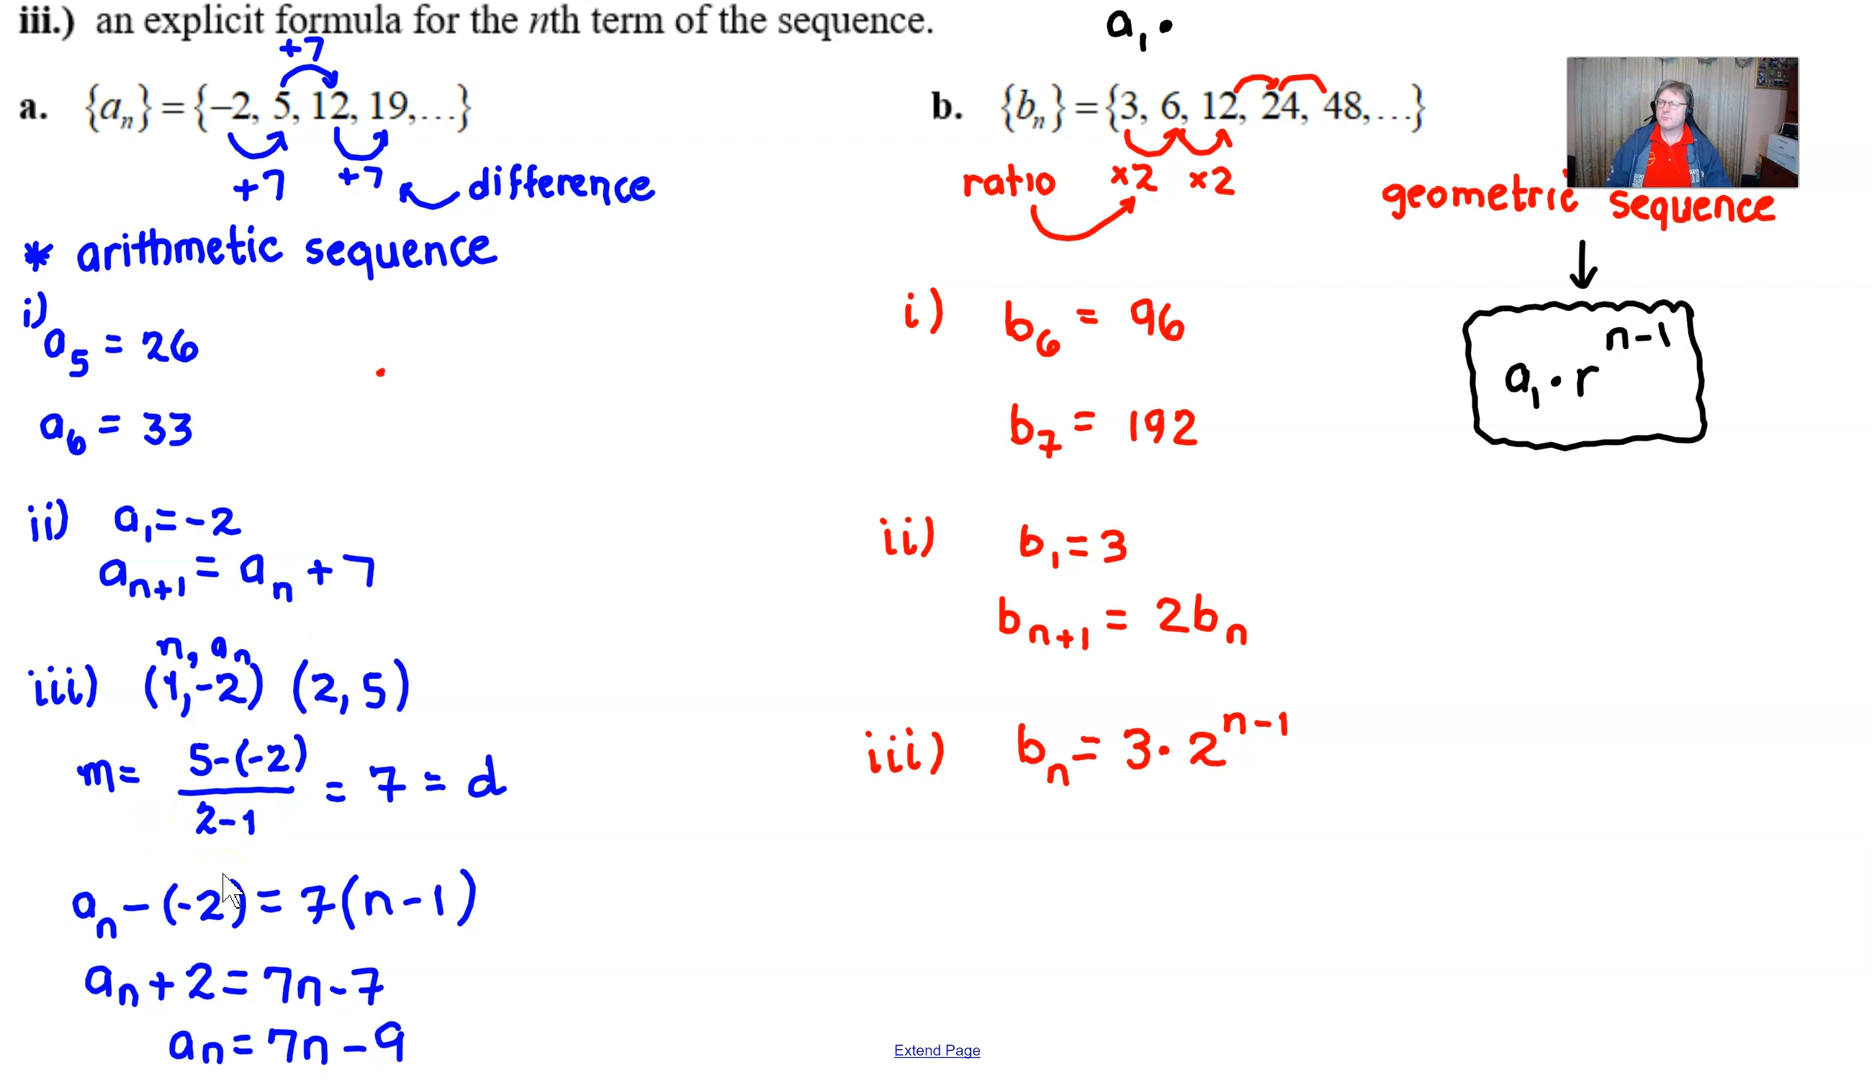 iii.) an explicit formula for the nth term of the sequence.
a₁ ·
+7
a. {aₙ} = {–2, 5, 12, 19,…}
+7 +7 difference
* arithmetic sequence
i)
a₅ = 26
a₆ = 33
ii) a₁ = -2
aₙ₊₁ = aₙ + 7
n, aₙ
iii) (1, -2) (2, 5)
m = 5-(-2) / 2-1 = 7 = d
aₙ - (-2) = 7(n-1)
aₙ + 2 = 7n - 7
aₙ = 7n - 9
b. {bₙ} = {3, 6, 12, 24, 48,…}
ratio ×2 ×2
geometric sequence
a₁ · r^(n-1)
i) b₆ = 96
b₇ = 192
ii) b₁ = 3
bₙ₊₁ = 2bₙ
iii) bₙ = 3 · 2^(n-1)
Extend Page